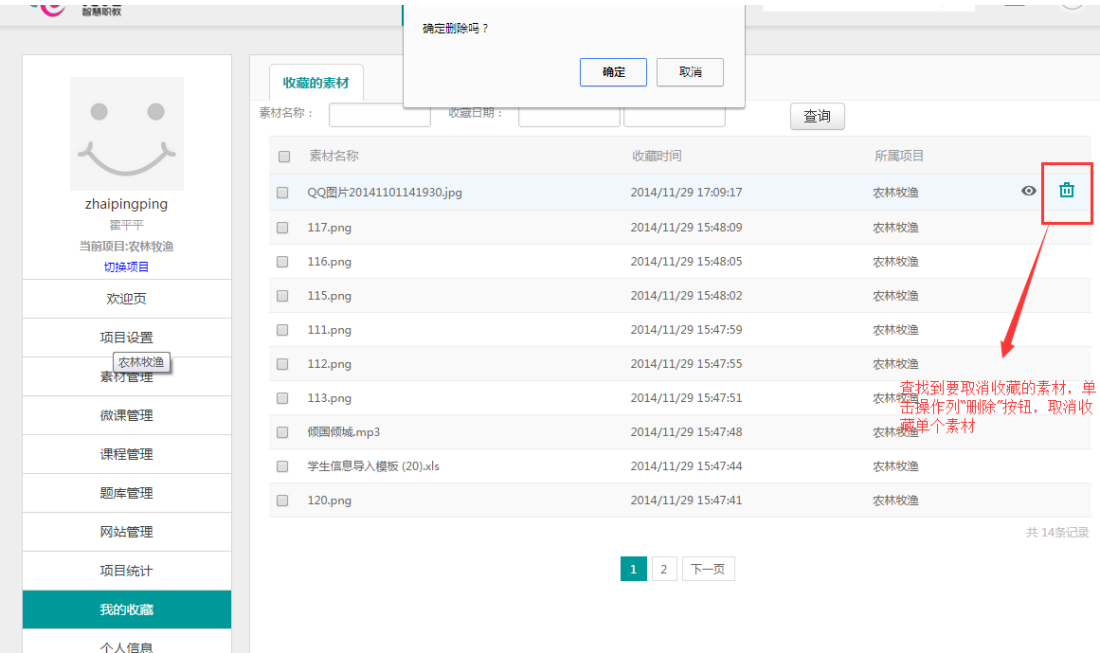 智慧职教
确定删除吗？
确定
取消
收藏的素材
素材名称：
收藏日期：
查询
zhaipingping
翟平平
当前项目:农林牧渔
切换项目
欢迎页
项目设置
农林牧渔
素材管理
微课管理
课程管理
题库管理
网站管理
项目统计
我的收藏
个人信息
素材名称 收藏时间 所属项目
QQ图片20141101141930.jpg 2014/11/29 17:09:17 农林牧渔
117.png 2014/11/29 15:48:09 农林牧渔
116.png 2014/11/29 15:48:05 农林牧渔
115.png 2014/11/29 15:48:02 农林牧渔
111.png 2014/11/29 15:47:59 农林牧渔
112.png 2014/11/29 15:47:55 农林牧渔
113.png 2014/11/29 15:47:51 农林牧渔
倾国倾城.mp3 2014/11/29 15:47:48 农林牧渔
学生信息导入模板 (20).xls 2014/11/29 15:47:44 农林牧渔
120.png 2014/11/29 15:47:41 农林牧渔
查找到要取消收藏的素材，单
击操作列“删除”按钮，取消收
藏单个素材
共 14条记录
1 2 下一页